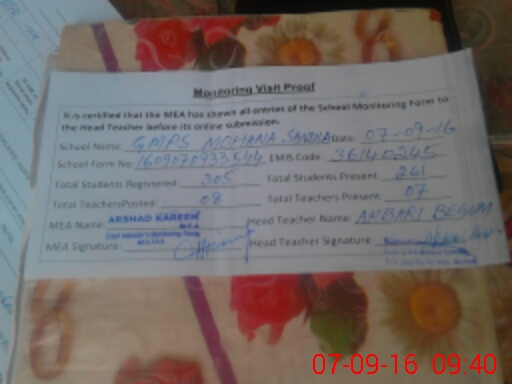 Monitoring Visit Proof
It is certified that the MEA has shown all entries of the School Monitoring Form to
the Head Teacher before its online submission.
School Name: GMPS MOHANA Date: 07-09-16
School Form No: EMIS Code: 36140245
Total Students Registered: 305 Total Students Present: 261
Total Teachers Posted: 08 Total Teachers Present: 07
MEA Name: ARSHAD KAREEM Head Teacher Name: AKBARI BEGUM
M.E.A
MEA Signature: Head Teacher Signature:
07-09-16 09:40